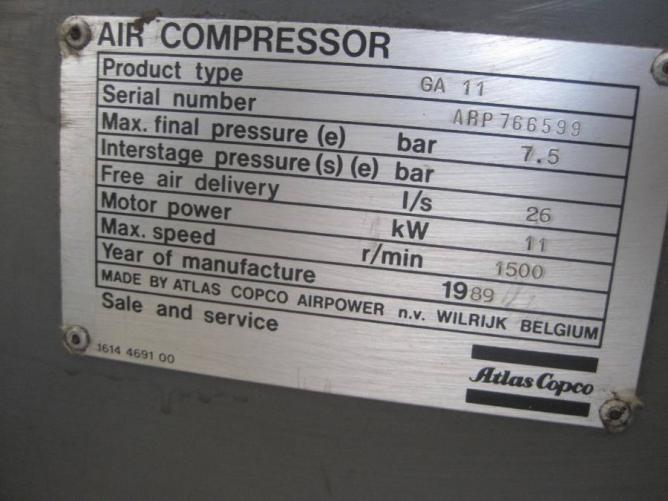 AIR COMPRESSOR
Product type GA 11
Serial number ARP 766599
Max. final pressure (e) bar 7.5
Interstage pressure (s) (e) bar
Free air delivery l/s 26
Motor power kW 11
Max. speed r/min 1500
Year of manufacture 1989
MADE BY ATLAS COPCO AIRPOWER n.v. WILRIJK BELGIUM
Sale and service
1614 4691 00
Atlas Copco